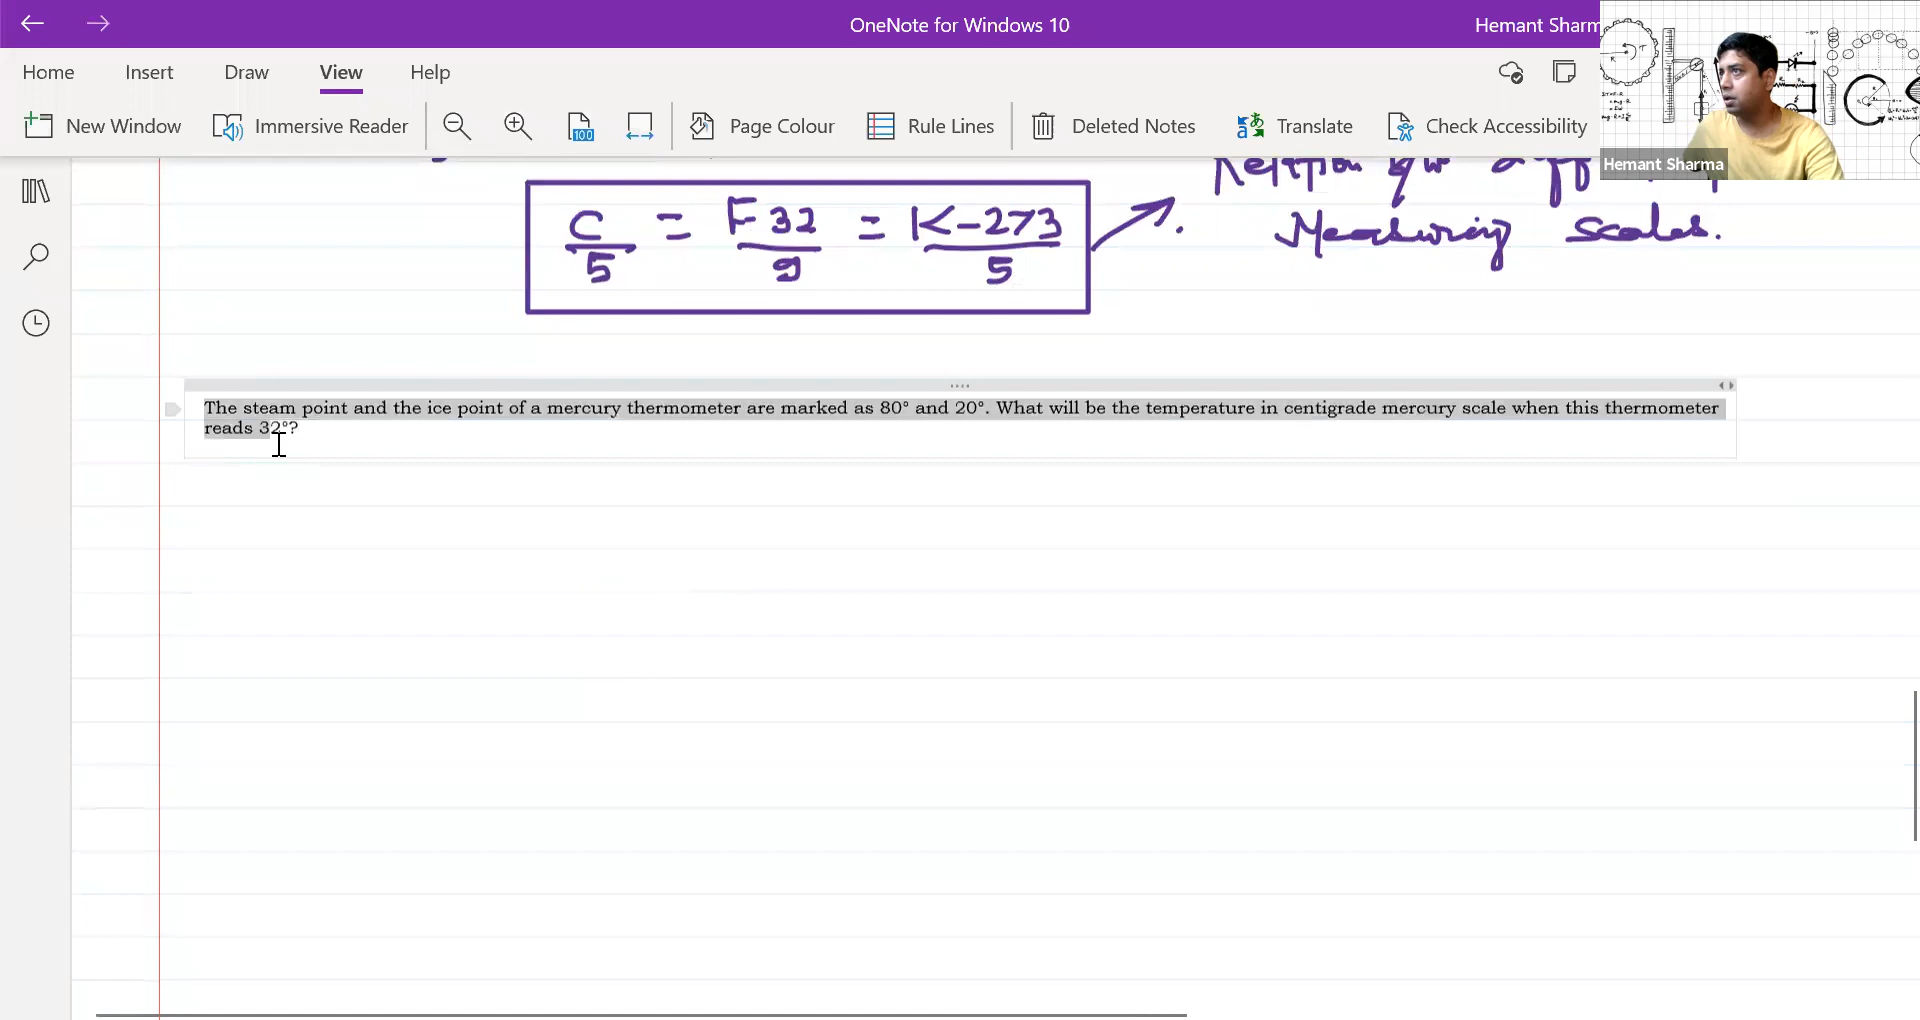 OneNote for Windows 10
Hemant Sharm
Home Insert Draw View Help
New Window Immersive Reader 100 Page Colour Rule Lines Deleted Notes Translate Check Accessibility
Hemant Sharma
C/5 = F 32/9 = K-273/5
Measuring scales.
The steam point and the ice point of a mercury thermometer are marked as 80° and 20°. What will be the temperature in centigrade mercury scale when this thermometer
reads 32°?